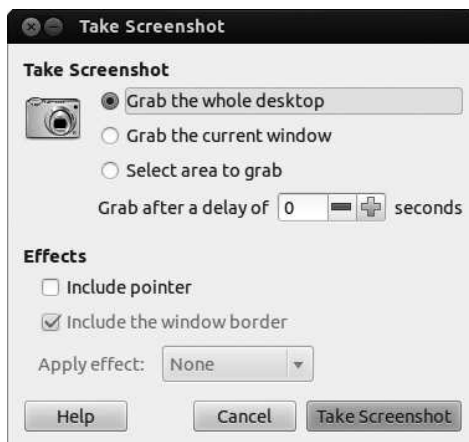 Take Screenshot
Take Screenshot
Grab the whole desktop
Grab the current window
Select area to grab
Grab after a delay of 0 seconds
Effects
Include pointer
Include the window border
Apply effect: None
Help Cancel Take Screenshot